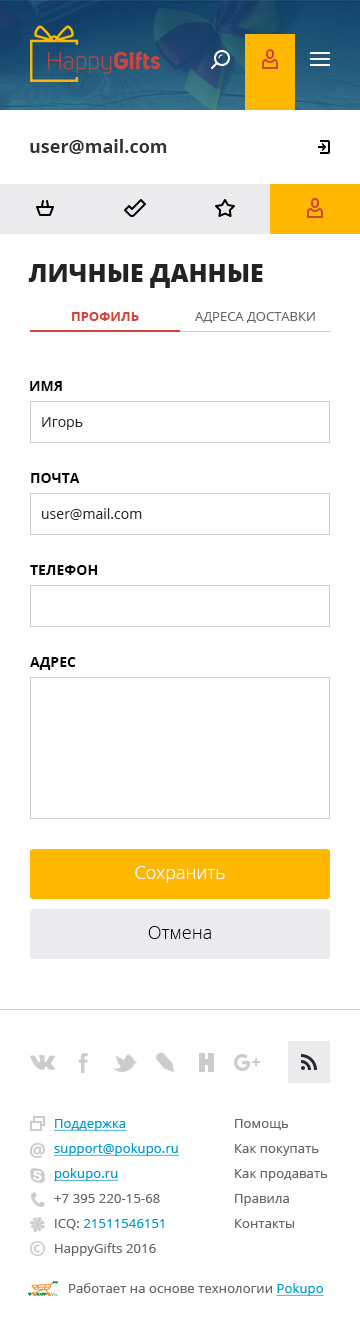 HappyGifts
user@mail.com
ЛИЧНЫЕ ДАННЫЕ
ПРОФИЛЬ АДРЕСА ДОСТАВКИ
ИМЯ
Игорь
ПОЧТА
user@mail.com
ТЕЛЕФОН
АДРЕС
Сохранить
Отмена
Поддержка Помощь
support@pokupo.ru Как покупать
pokupo.ru Как продавать
+7 395 220-15-68 Правила
ICQ: 21511546151 Контакты
© HappyGifts 2016
Работает на основе технологии Pokupo